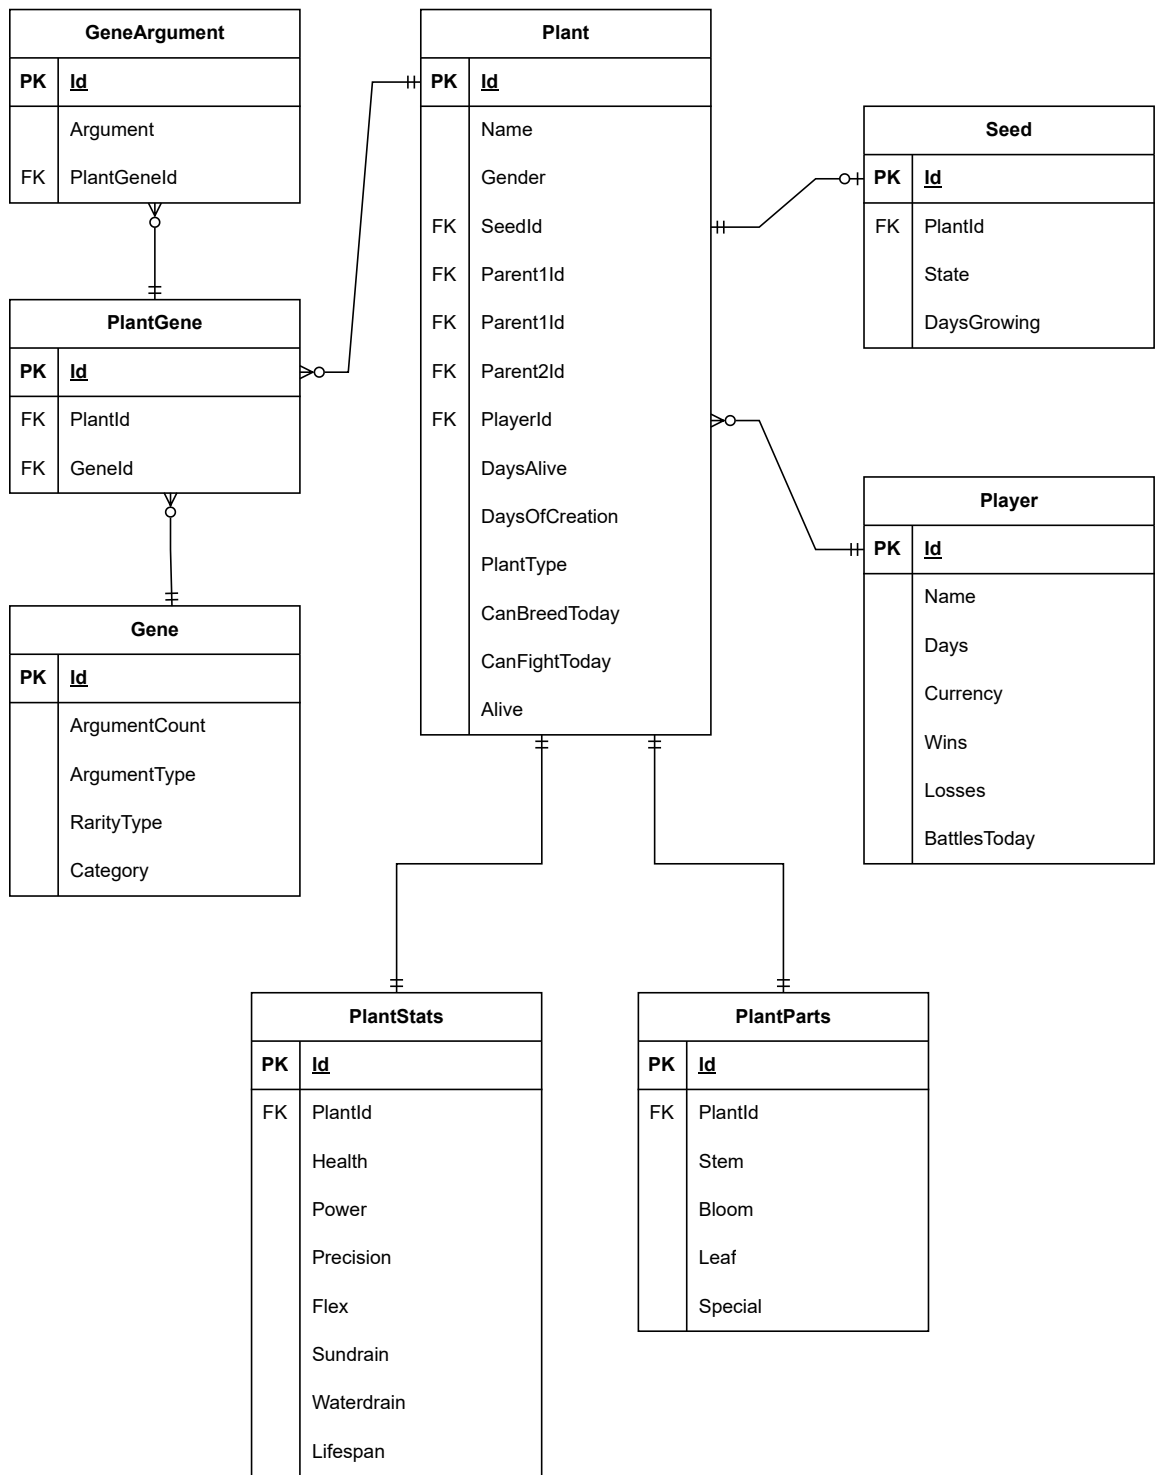 GeneArgument
PK Id
Argument
FK PlantGeneId
PlantGene
PK Id
FK PlantId
FK GeneId
Gene
PK Id
ArgumentCount
ArgumentType
RarityType
Category
Plant
PK Id
Name
Gender
FK SeedId
FK Parent1Id
FK Parent1Id
FK Parent2Id
FK PlayerId
DaysAlive
DaysOfCreation
PlantType
CanBreedToday
CanFightToday
Alive
Seed
PK Id
FK PlantId
State
DaysGrowing
Player
PK Id
Name
Days
Currency
Wins
Losses
BattlesToday
PlantStats
PK Id
FK PlantId
Health
Power
Precision
Flex
Sundrain
Waterdrain
Lifespan
PlantParts
PK Id
FK PlantId
Stem
Bloom
Leaf
Special